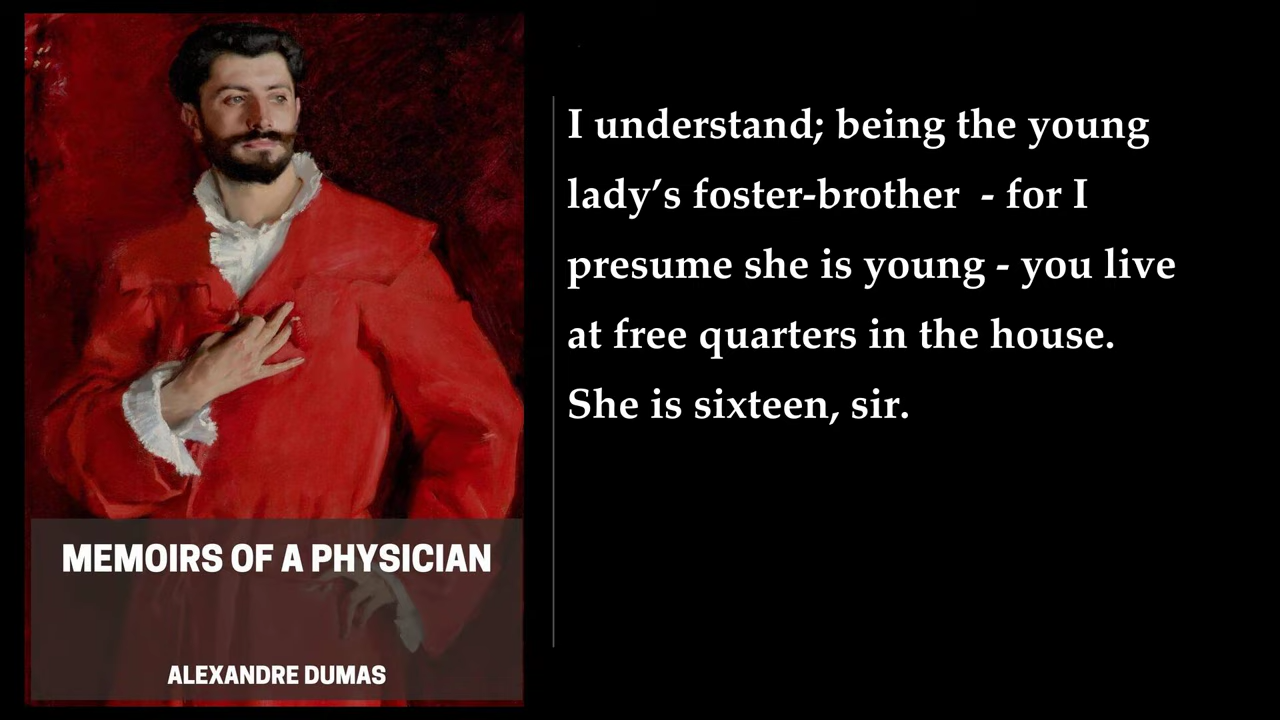 MEMOIRS OF A PHYSICIAN
ALEXANDRE DUMAS
I understand; being the young
lady’s foster-brother  - for I
presume she is young - you live
at free quarters in the house.
She is sixteen, sir.